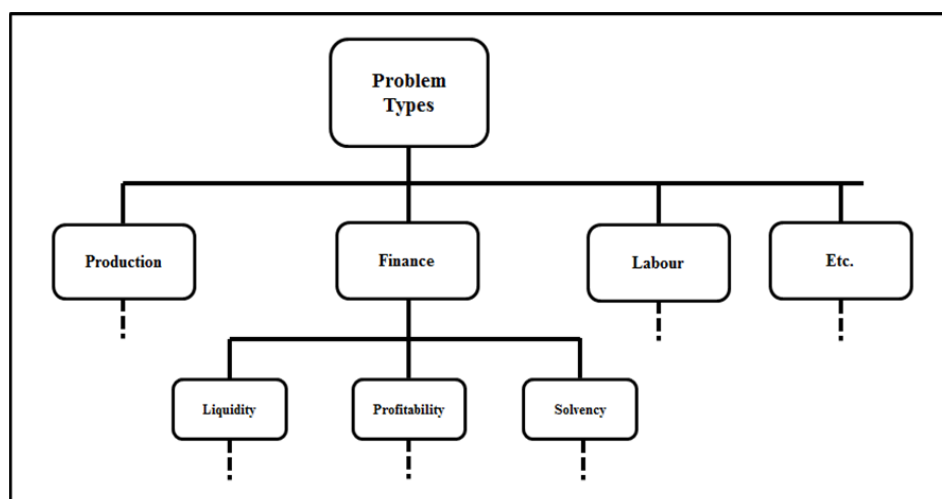 Problem
Types
Production
Finance
Labour
Etc.
Liquidity
Profitability
Solvency